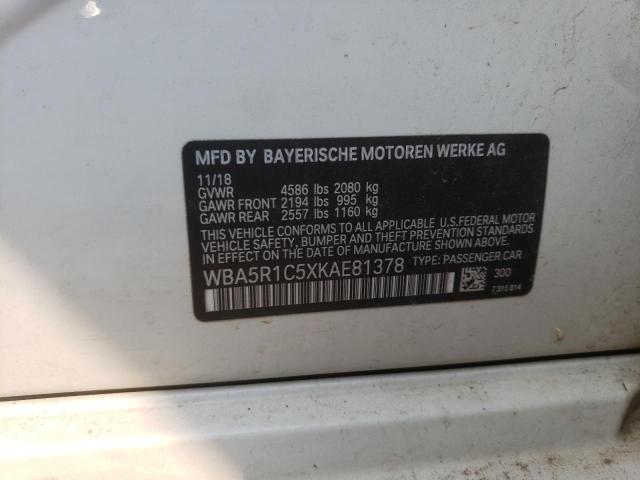 MFD BY BAYERISCHE MOTOREN WERKE AG
11/18
GVWR 4586 lbs 2080 kg
GAWR FRONT 2194 lbs 995 kg
GAWR REAR 2557 lbs 1160 kg
THIS VEHICLE CONFORMS TO ALL APPLICABLE U.S.FEDERAL MOTOR
VEHICLE SAFETY, BUMPER AND THEFT PREVENTION STANDARDS
IN EFFECT ON THE DATE OF MANUFACTURE SHOWN ABOVE.
WBA5R1C5XKAE81378 TYPE: PASSENGER CAR
300
7315814